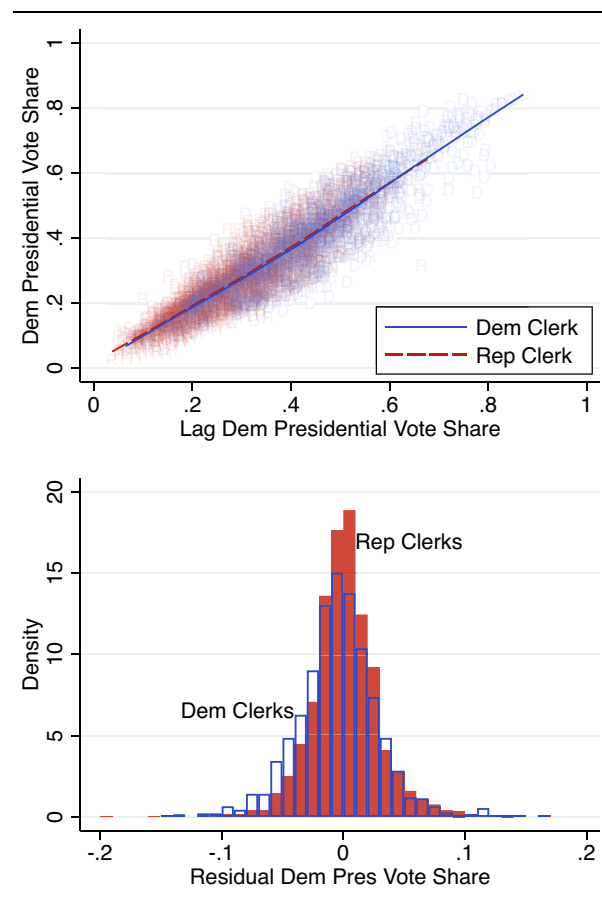 1
.8
.6
.4
.2
0
Dem Presidential Vote Share
Dem Clerk
Rep Clerk
0 .2 .4 .6 .8 1
Lag Dem Presidential Vote Share
20
15
10
5
0
Density
Rep Clerks
Dem Clerks
-.2 -.1 0 .1 .2
Residual Dem Pres Vote Share